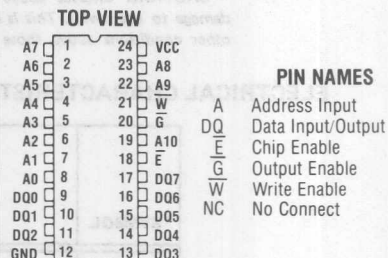 TOP VIEW
A7 1 24 VCC
A6 2 23 A8
A5 3 22 A9
A4 4 21 W̅
A3 5 20 G̅
A2 6 19 A10
A1 7 18 E̅
A0 8 17 DQ7
DQ0 9 16 DQ6
DQ1 10 15 DQ5
DQ2 11 14 DQ4
GND 12 13 DQ3
PIN NAMES
A Address Input
DQ Data Input/Output
E̅ Chip Enable
G̅ Output Enable
W̅ Write Enable
NC No Connect